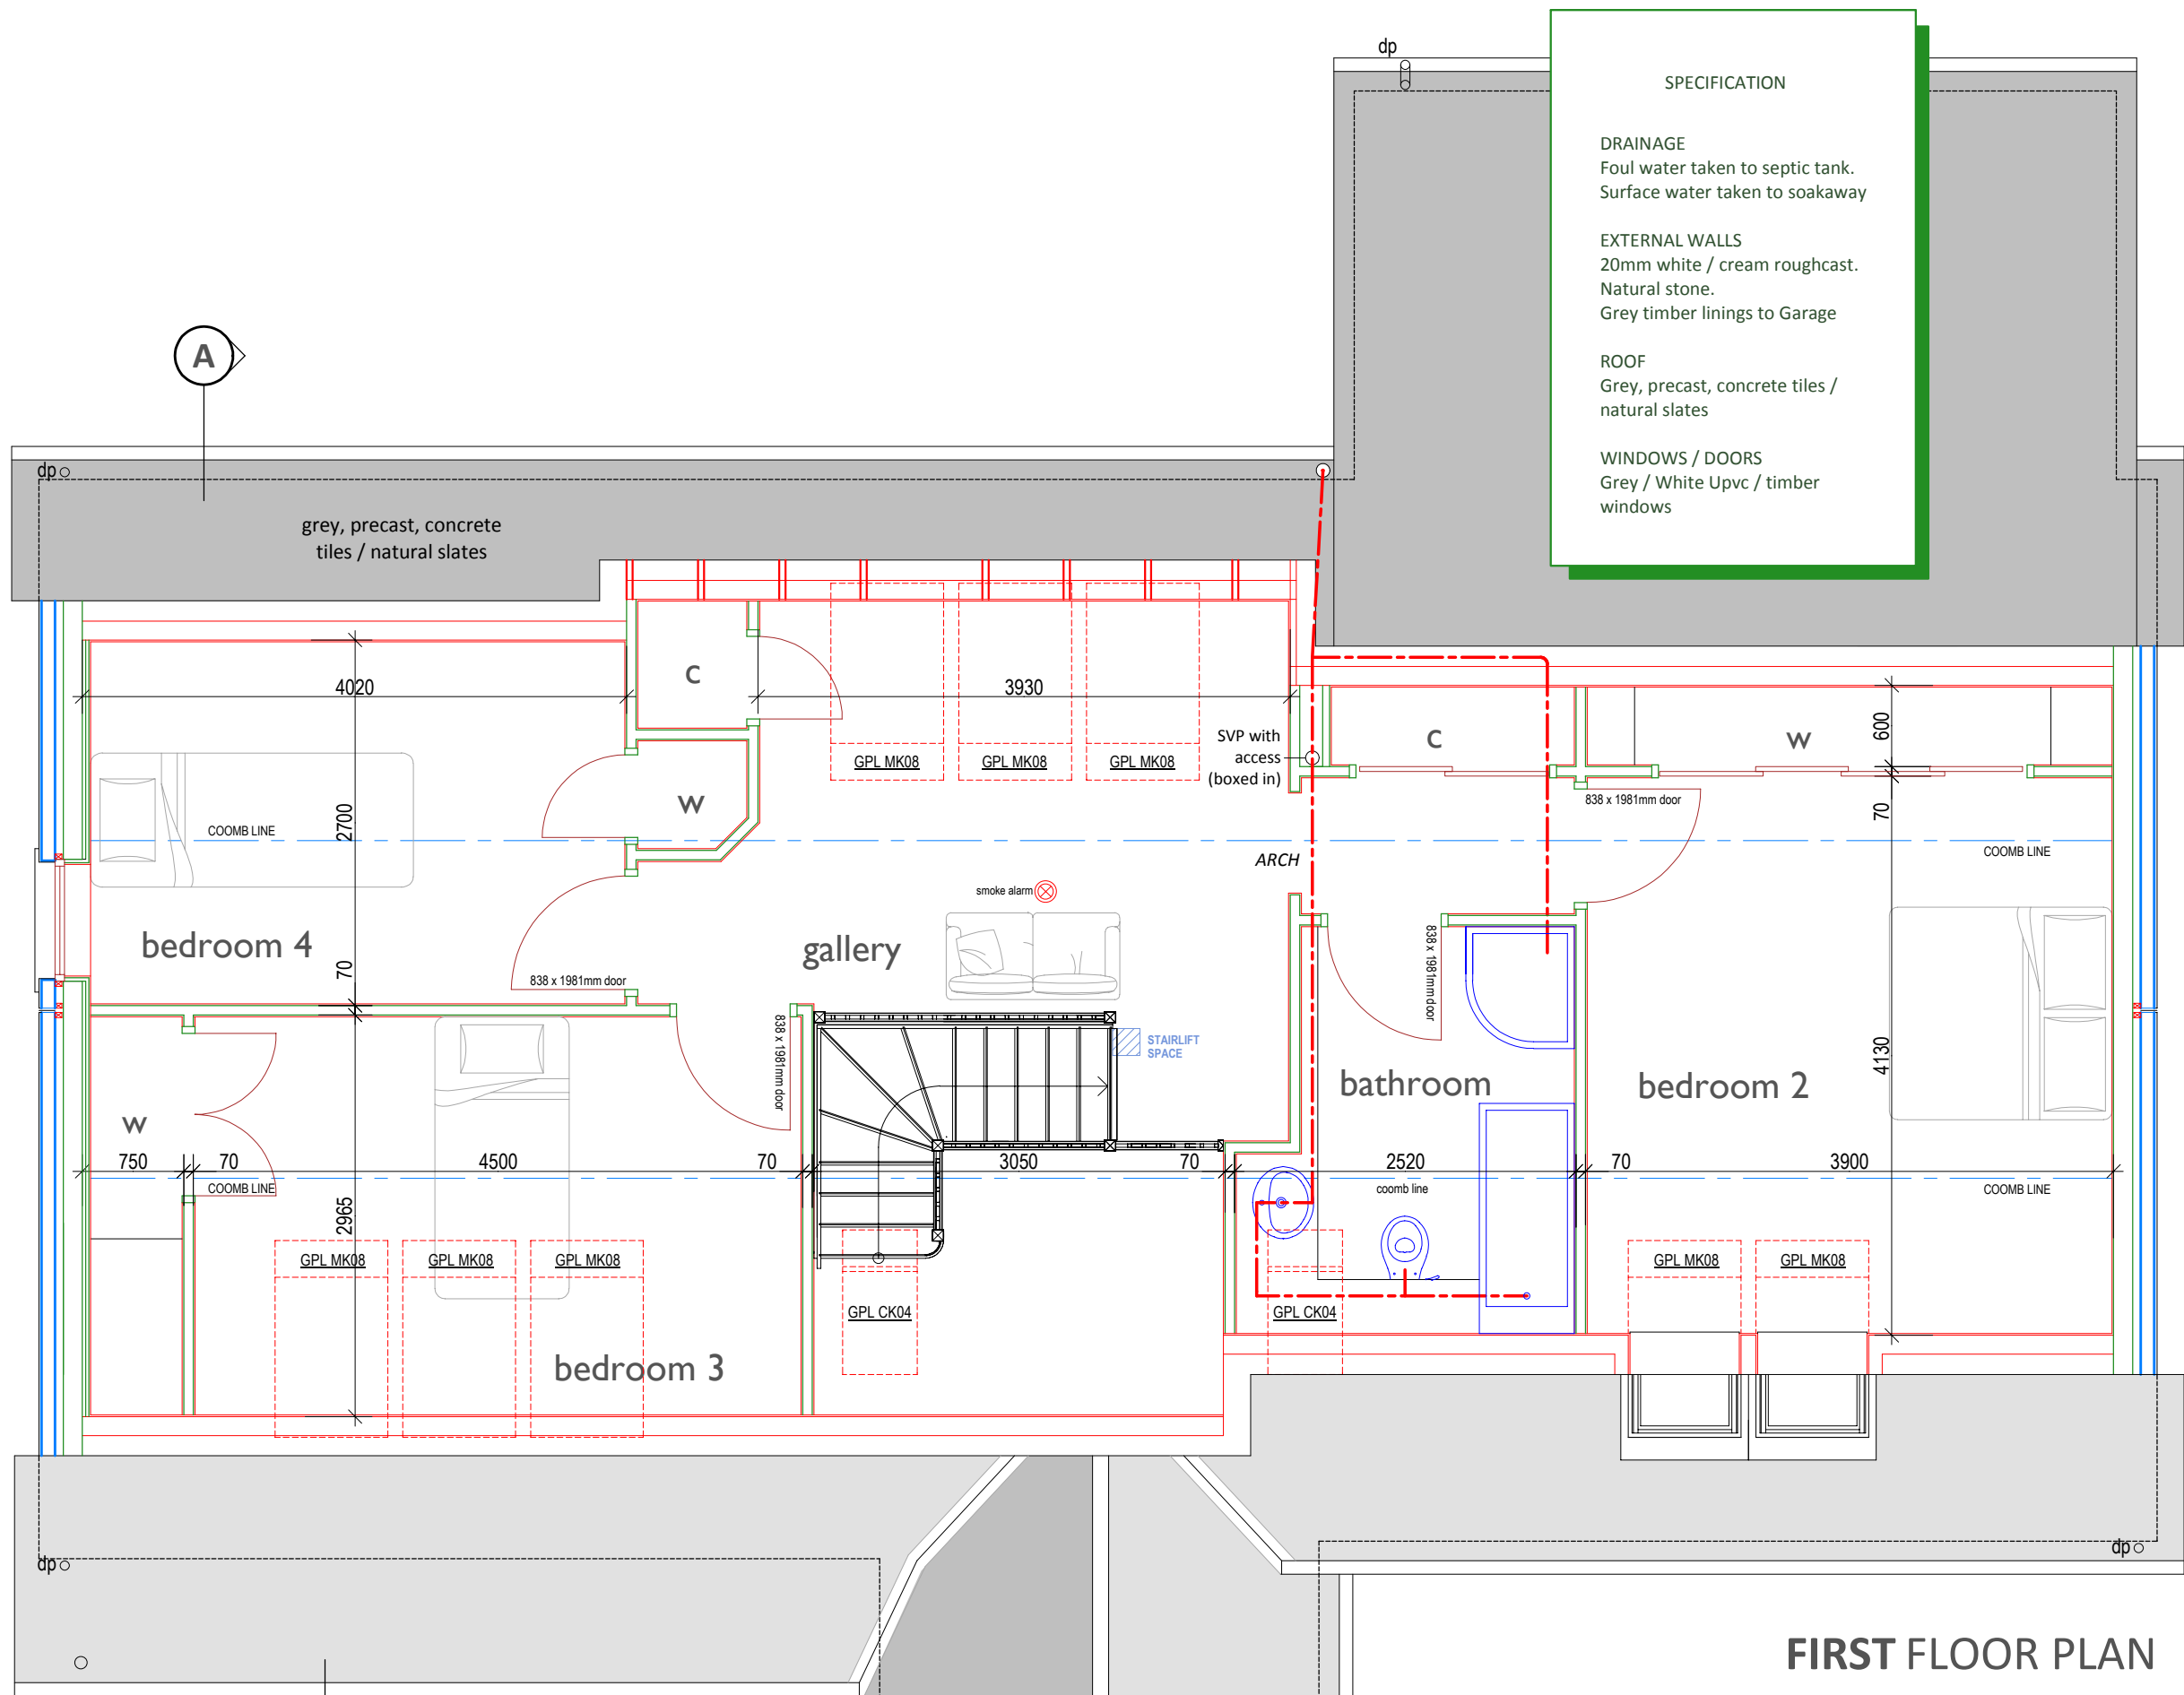 dp
SPECIFICATION
DRAINAGE
Foul water taken to septic tank.
Surface water taken to soakaway
EXTERNAL WALLS
20mm white / cream roughcast.
Natural stone.
Grey timber linings to Garage
ROOF
Grey, precast, concrete tiles /
natural slates
WINDOWS / DOORS
Grey / White Upvc / timber
windows
A
dp
grey, precast, concrete
tiles / natural slates
4020
C
3930
SVP with
access
(boxed in)
C
W
600
GPL MK08
GPL MK08
GPL MK08
W
838 x 1981mm door
70
COOMB LINE
2700
ARCH
COOMB LINE
smoke alarm
bedroom 4
gallery
70
838 x 1981mm door
838 x 1981mm door
838 x 1981mm door
STAIRLIFT
SPACE
bathroom
bedroom 2
4130
W
750
70
4500
70
3050
70
2520
70
3900
COOMB LINE
coomb line
COOMB LINE
2965
GPL MK08
GPL MK08
GPL MK08
GPL MK08
GPL MK08
GPL CK04
GPL CK04
bedroom 3
dp
dp
FIRST FLOOR PLAN